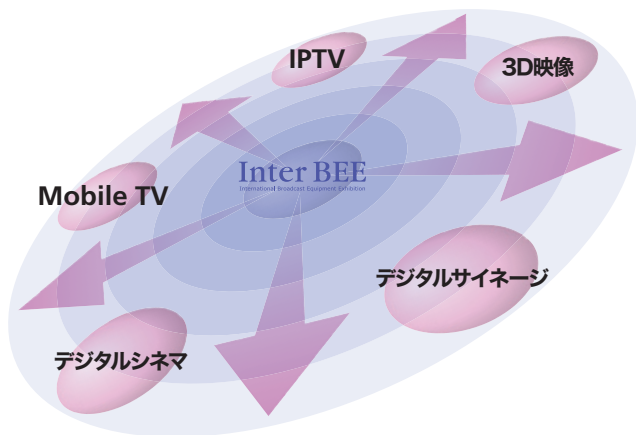 IPTV
3D映像
Inter BEE
International Broadcast Equipment Exhibition
Mobile TV
デジタルサイネージ
デジタルシネマ